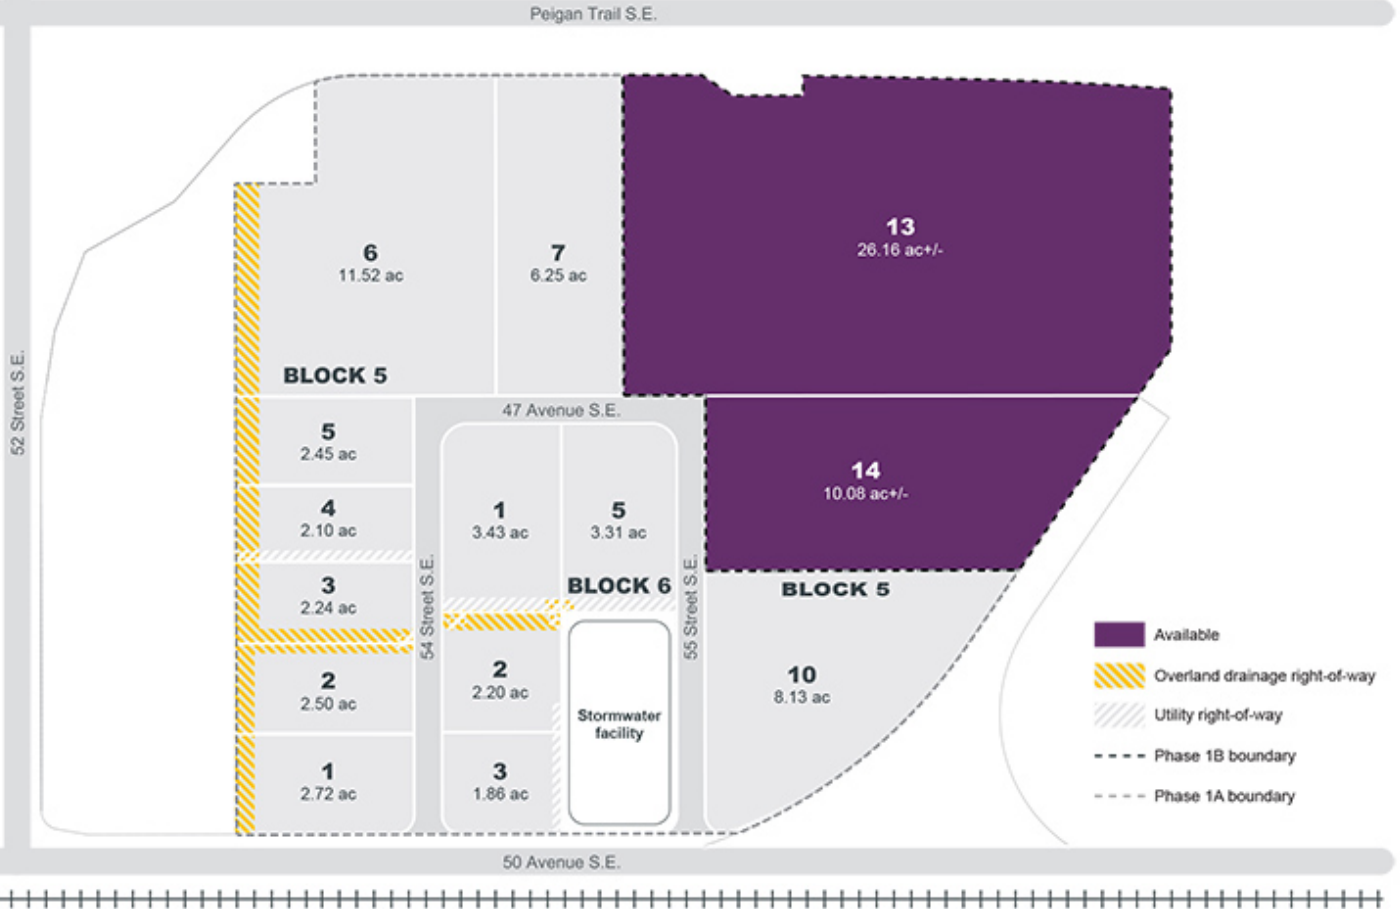 Peigan Trail S.E.
52 Street S.E.
6
11.52 ac
7
6.25 ac
13
26.16 ac+/-
BLOCK 5
47 Avenue S.E.
5
2.45 ac
4
2.10 ac
3
2.24 ac
2
2.50 ac
1
2.72 ac
54 Street S.E.
1
3.43 ac
5
3.31 ac
BLOCK 6
2
2.20 ac
3
1.86 ac
Stormwater
facility
55 Street S.E.
14
10.08 ac+/-
BLOCK 5
10
8.13 ac
Available
Overland drainage right-of-way
Utility right-of-way
Phase 1B boundary
Phase 1A boundary
50 Avenue S.E.